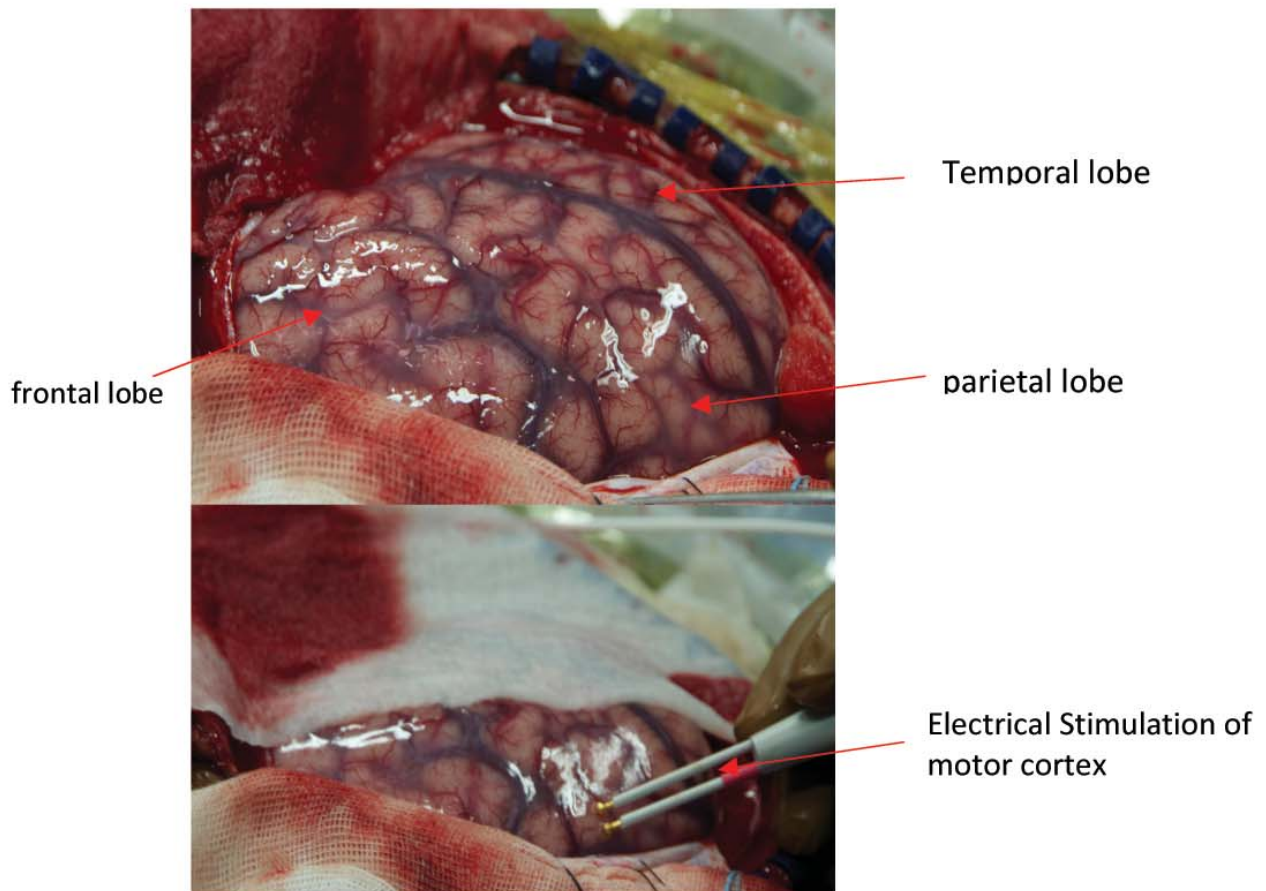 Temporal lobe
frontal lobe
parietal lobe
Electrical Stimulation of
motor cortex